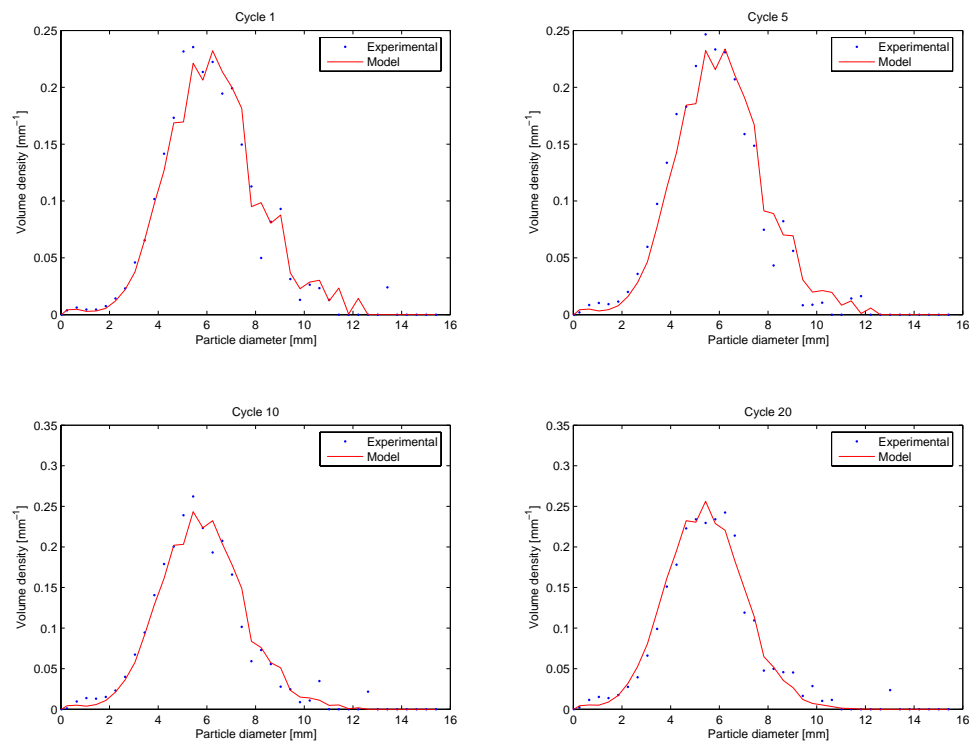 Cycle 1
0.25
0.2
0.15
0.1
0.05
0
Volume density [mm⁻¹]
0 2 4 6 8 10 12 14 16
Particle diameter [mm]
Experimental
Model
Cycle 5
0.25
0.2
0.15
0.1
0.05
0
Volume density [mm⁻¹]
0 2 4 6 8 10 12 14 16
Particle diameter [mm]
Experimental
Model
Cycle 10
0.35
0.3
0.25
0.2
0.15
0.1
0.05
0
Volume density [mm⁻¹]
0 2 4 6 8 10 12 14 16
Particle diameter [mm]
Experimental
Model
Cycle 20
0.35
0.3
0.25
0.2
0.15
0.1
0.05
0
Volume density [mm⁻¹]
0 2 4 6 8 10 12 14 16
Particle diameter [mm]
Experimental
Model